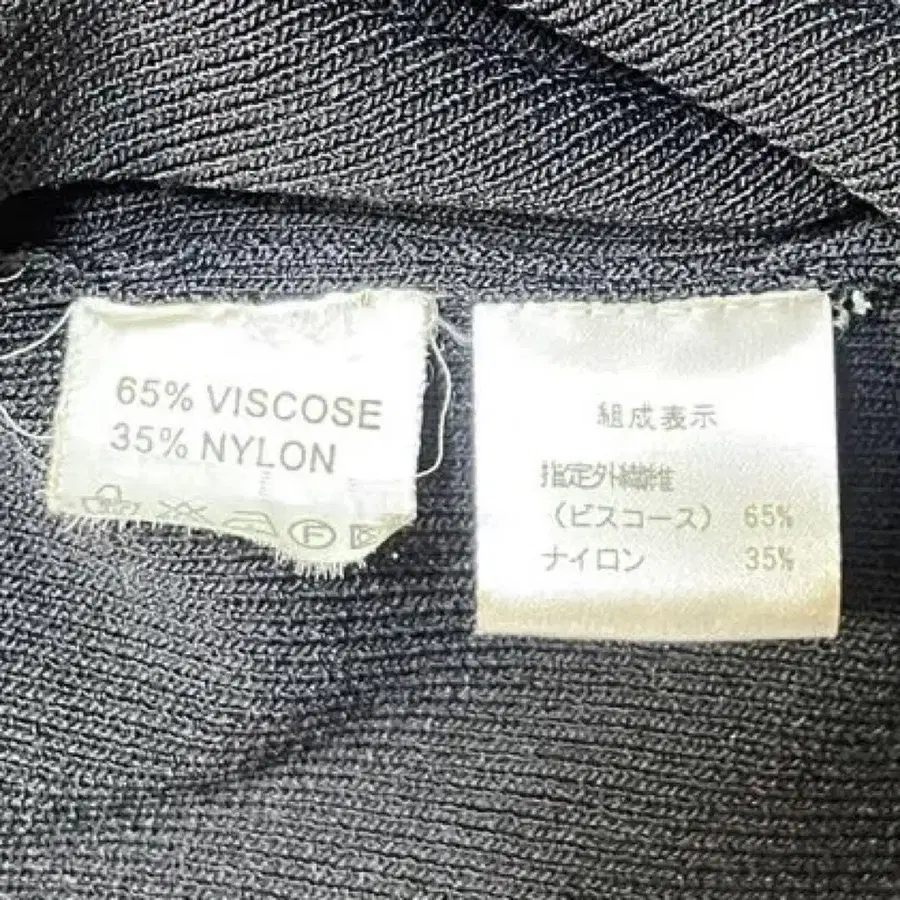 65% VISCOSE
35% NYLON
F
組成表示
指定外繊維
(ビスコース) 65%
ナイロン 35%